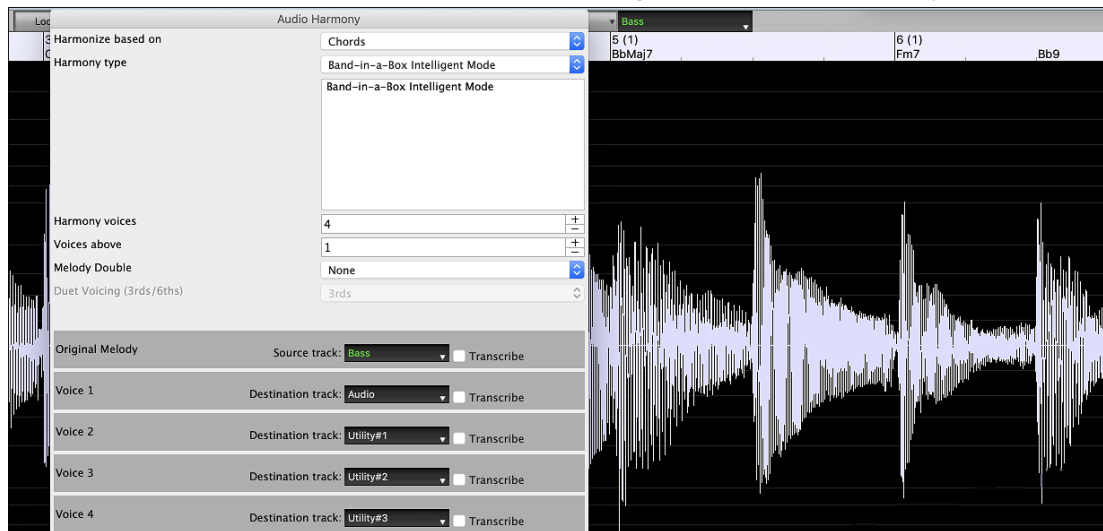 Audio Harmony
Bass
Harmonize based on
Chords
Harmony type
Band-in-a-Box Intelligent Mode
Band-in-a-Box Intelligent Mode
Harmony voices
4
Voices above
1
Melody Double
None
Duet Voicing (3rds/6ths)
3rds
Original Melody
Source track: Bass
Transcribe
Voice 1
Destination track: Audio
Transcribe
Voice 2
Destination track: Utility#1
Transcribe
Voice 3
Destination track: Utility#2
Transcribe
Voice 4
Destination track: Utility#3
Transcribe
5 (1)
BbMaj7
6 (1)
Fm7
Bb9